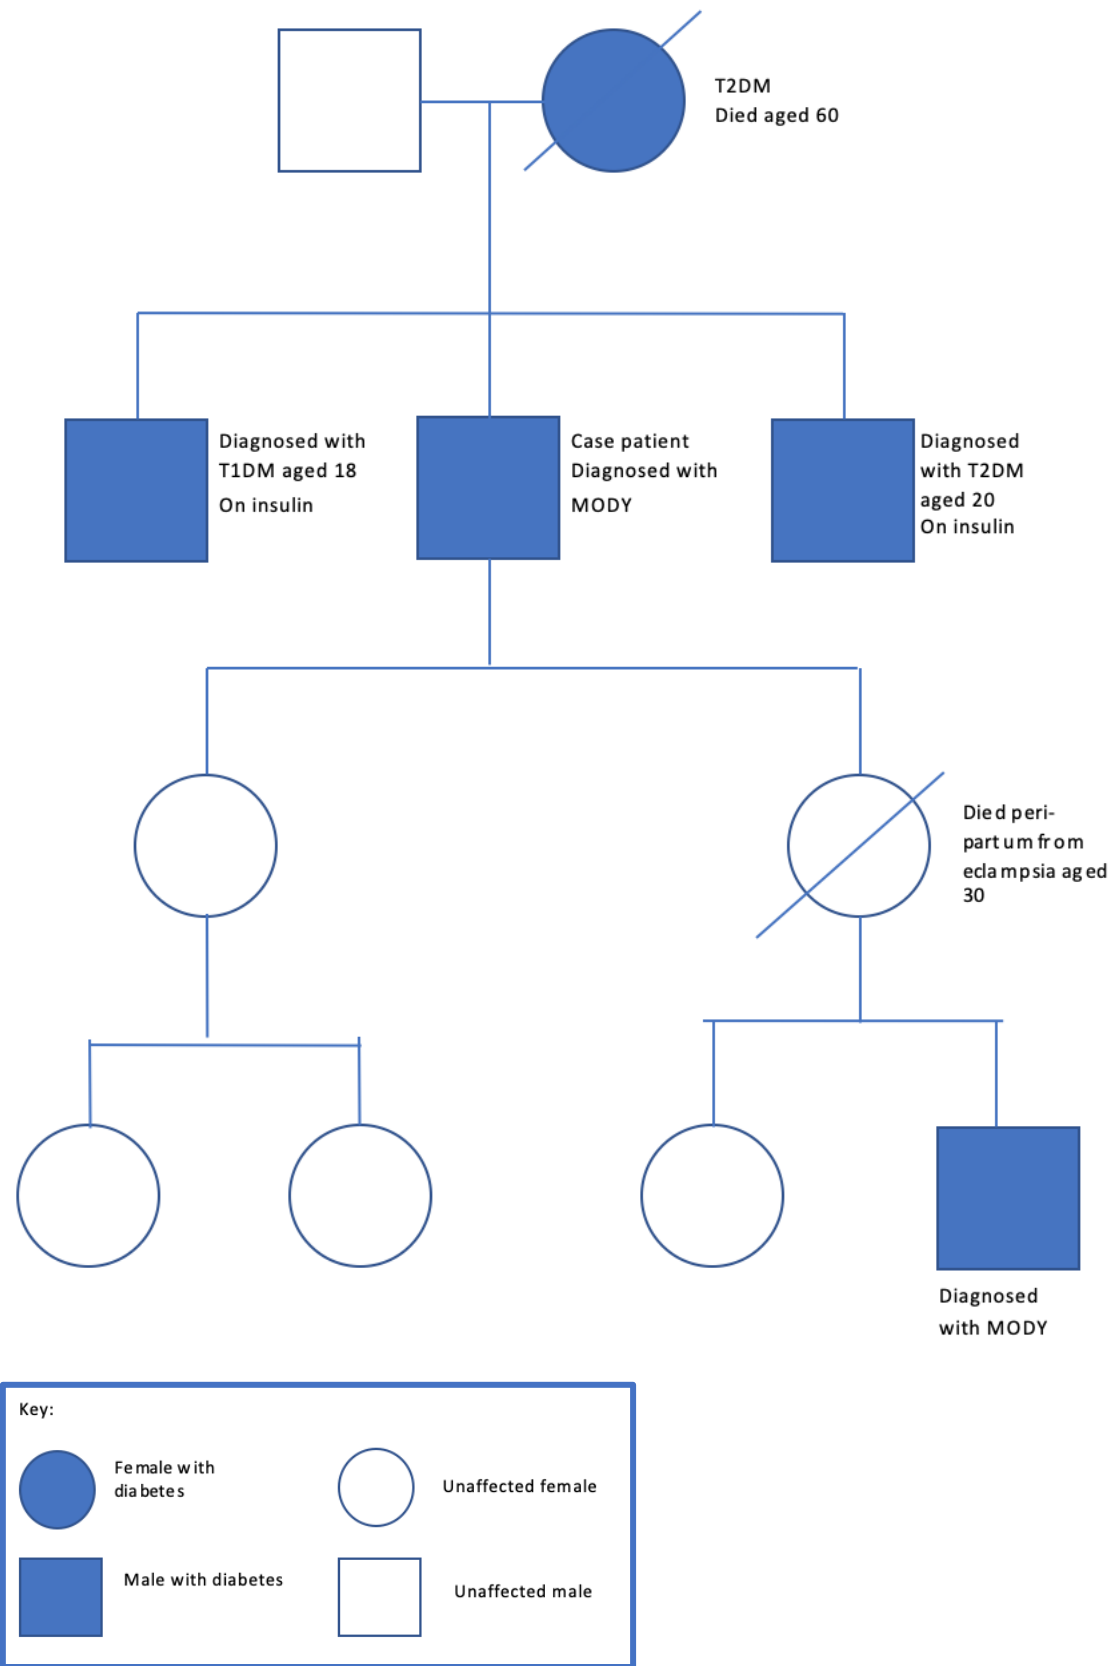 T2DM
Died aged 60
Diagnosed with
T1DM aged 18
On insulin
Case patient
Diagnosed with
MODY
Diagnosed
with T2DM
aged 20
On insulin
Died peri-
partum from
eclampsia aged
30
Diagnosed
with MODY
Key:
Female with
diabetes
Unaffected female
Male with diabetes
Unaffected male